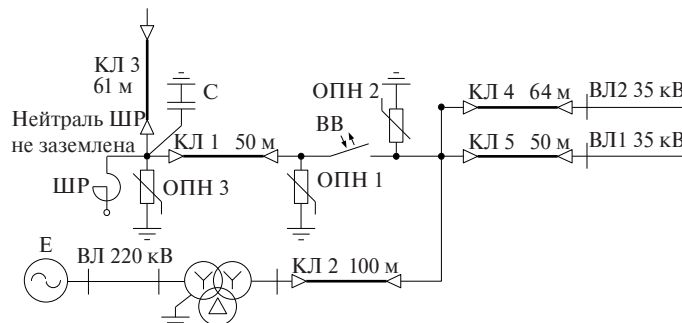 КЛ 3
61 м
С
Нейтраль ШР
не заземлена
ОПН 2
ВВ
КЛ 4 64 м
ВЛ2 35 кВ
КЛ 1 50 м
КЛ 5 50 м
ВЛ1 35 кВ
ШР
ОПН 3
ОПН 1
Е
ВЛ 220 кВ
КЛ 2 100 м